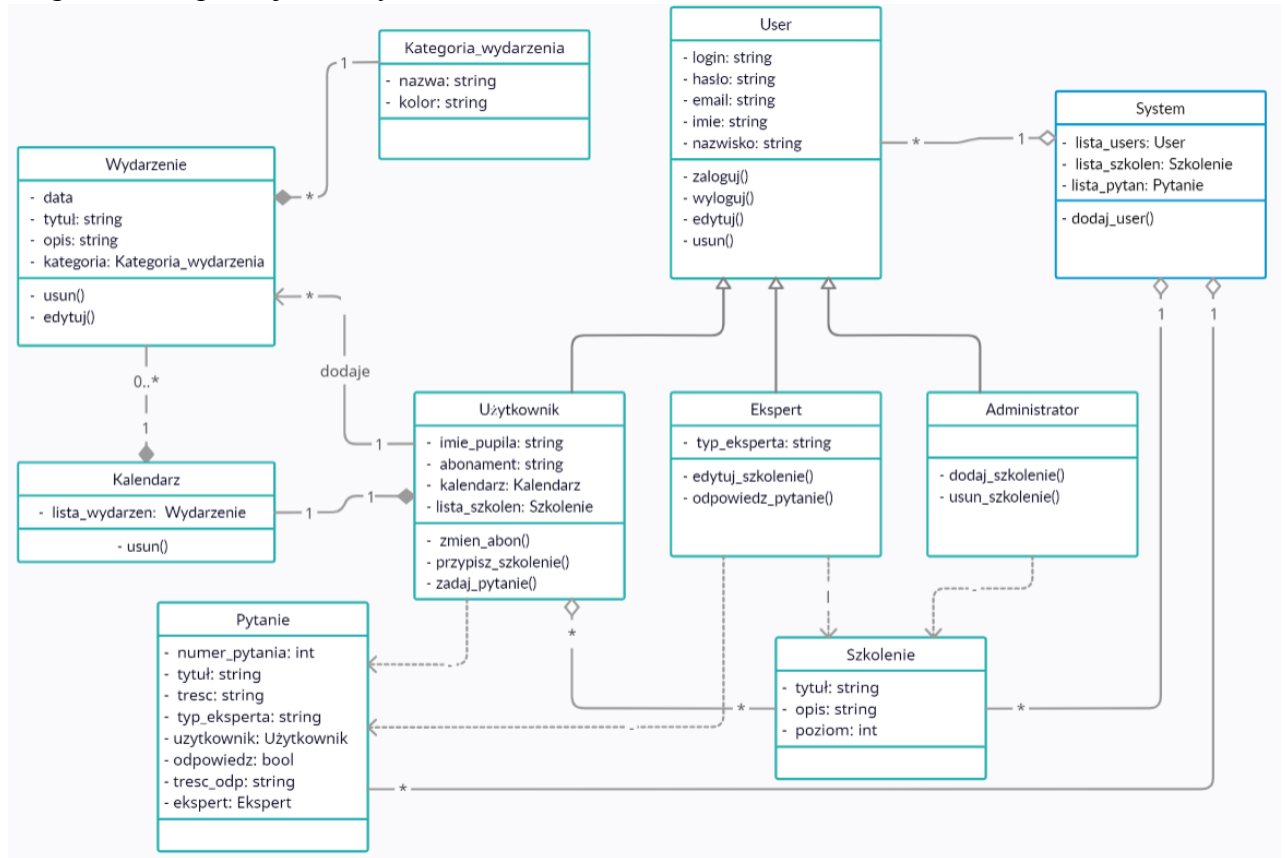 Kategoria_wydarzenia
- nazwa: string
- kolor: string
1
*
User
- login: string
- hasło: string
- email: string
- imie: string
- nazwisko: string
- zaloguj()
- wyloguj()
- edytuj()
- usun()
* 1
System
- lista_users: User
- lista_szkolen: Szkolenie
- lista_pytan: Pytanie
- dodaj_user()
1 1
Wydarzenie
- data
- tytuł: string
- opis: string
- kategoria: Kategoria_wydarzenia
- usun()
- edytuj()
*
dodaje
1
0..*
1
Kalendarz
- lista_wydarzen: Wydarzenie
- usun()
1 1
Użytkownik
- imie_pupila: string
- abonament: string
- kalendarz: Kalendarz
- lista_szkolen: Szkolenie
- zmien_abon()
- przypisz_szkolenie()
- zadaj_pytanie()
*
Ekspert
- typ_eksperta: string
- edytuj_szkolenie()
- odpowiedz_pytanie()
Administrator
- dodaj_szkolenie()
- usun_szkolenie()
Pytanie
- numer_pytania: int
- tytuł: string
- tresc: string
- typ_eksperta: string
- uzytkownik: Użytkownik
- odpowiedz: bool
- tresc_odp: string
- ekspert: Ekspert
*
Szkolenie
- tytuł: string
- opis: string
- poziom: int
* *